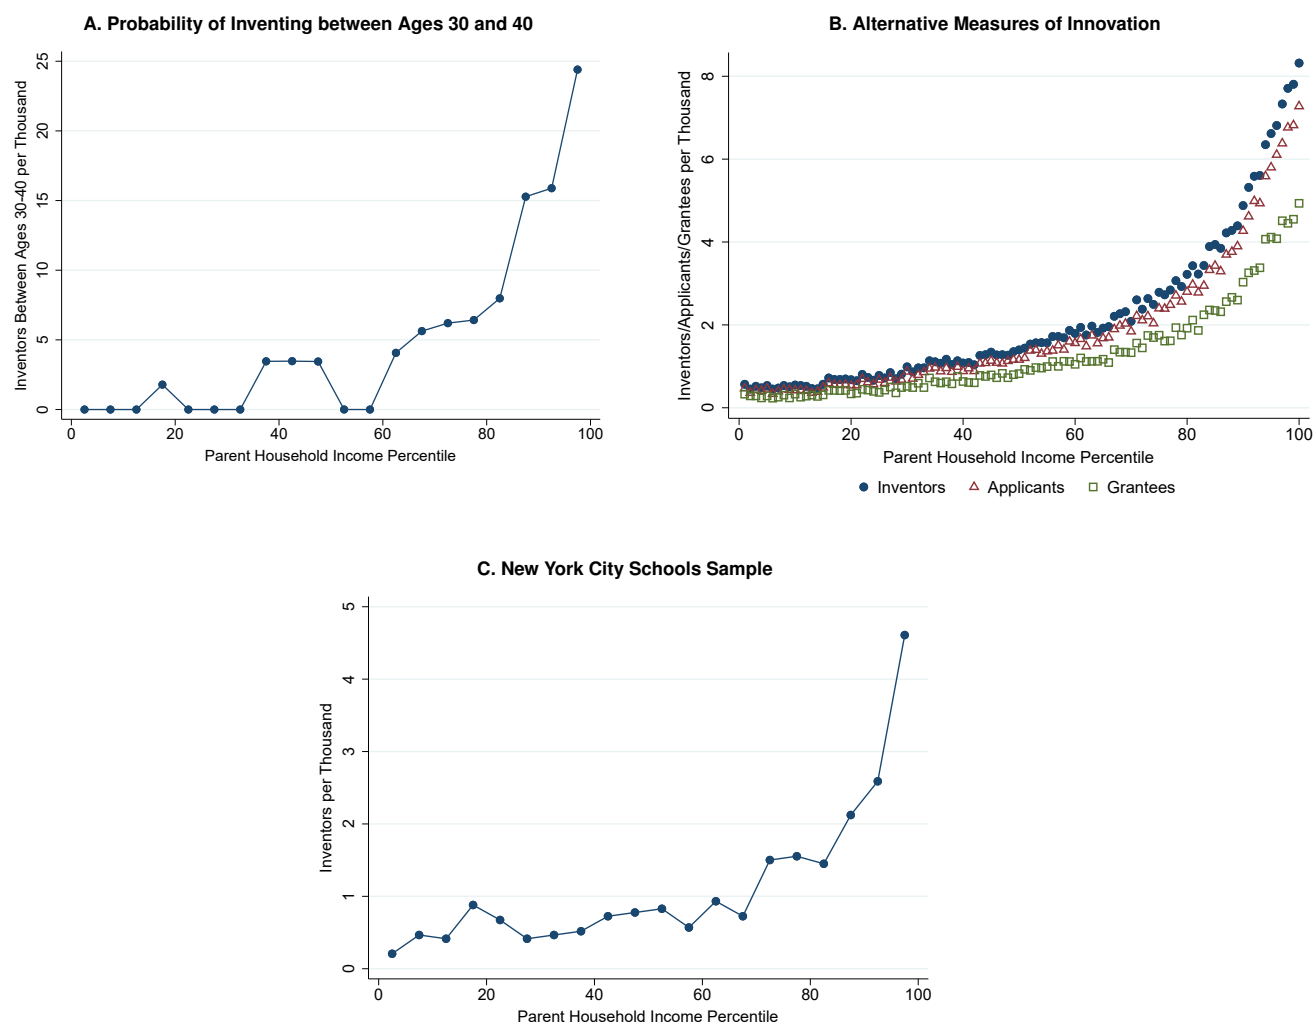 A. Probability of Inventing between Ages 30 and 40
Inventors Between Ages 30-40 per Thousand
25
20
15
10
5
0
0 20 40 60 80 100
Parent Household Income Percentile
B. Alternative Measures of Innovation
Inventors/Applicants/Grantees per Thousand
8
6
4
2
0
0 20 40 60 80 100
Parent Household Income Percentile
Inventors Applicants Grantees
C. New York City Schools Sample
Inventors per Thousand
5
4
3
2
1
0
0 20 40 60 80 100
Parent Household Income Percentile